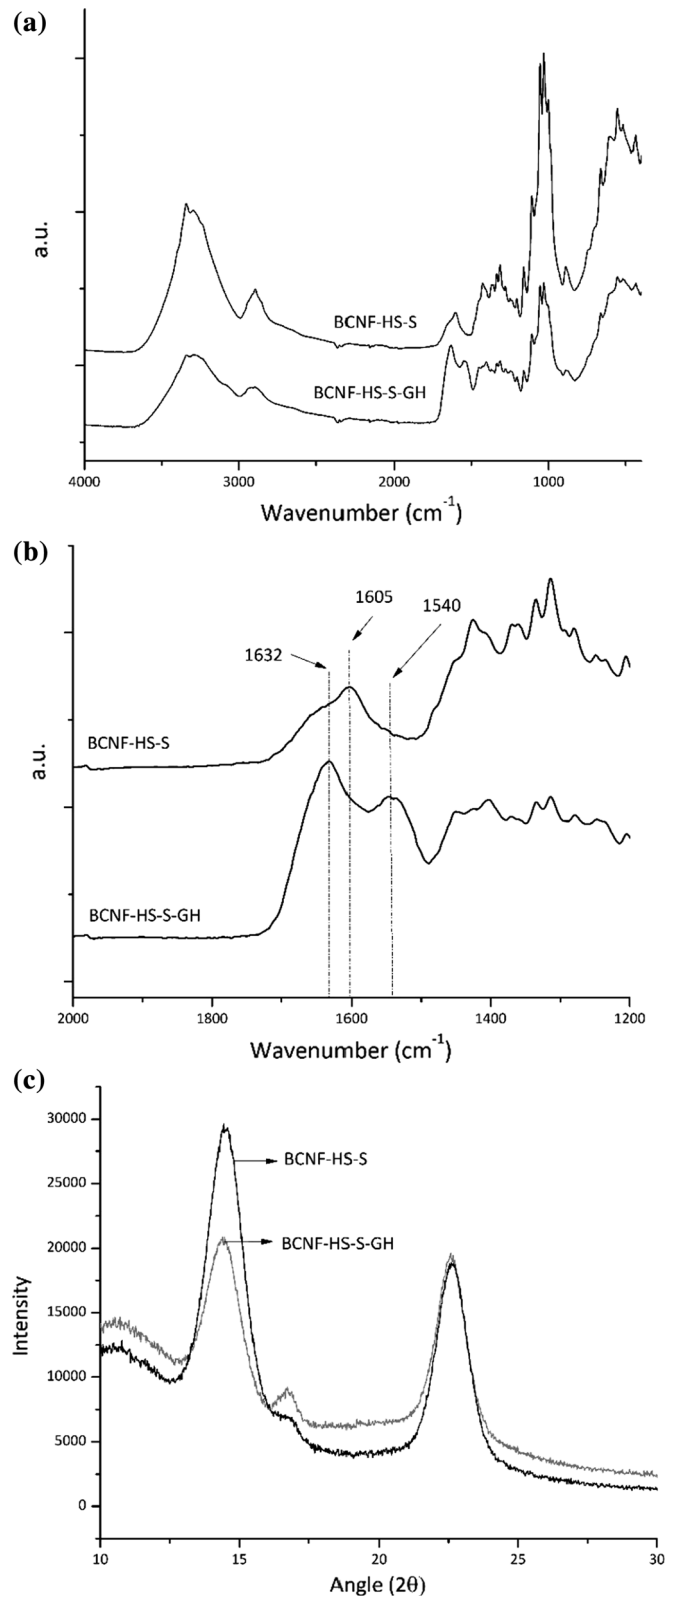 (a)
a.u.
BCNF-HS-S
BCNF-HS-S-GH
4000 3000 2000 1000
Wavenumber (cm⁻¹)
(b)
1605
1540
1632
a.u.
BCNF-HS-S
BCNF-HS-S-GH
2000 1800 1600 1400 1200
Wavenumber (cm⁻¹)
(c)
30000
BCNF-HS-S
25000
BCNF-HS-S-GH
20000
Intensity
15000
10000
5000
0
10 15 20 25 30
Angle (2θ)